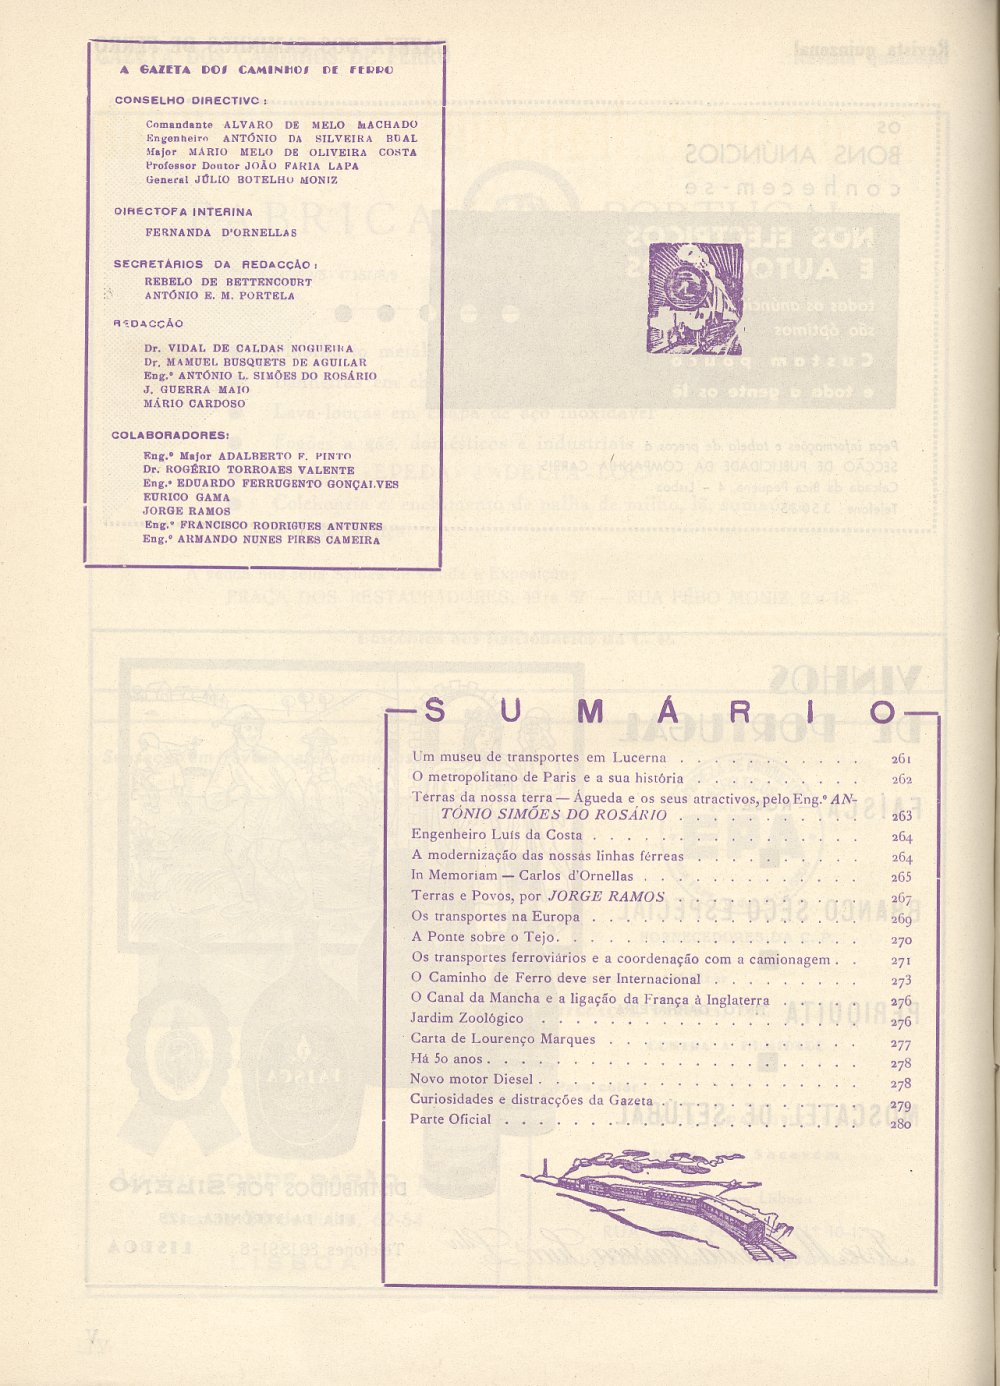 A GAZETA DOS CAMINHOS DE FERRO
CONSELHO DIRECTIVO :
Comandante ALVARO DE MELO MACHADO
Engenheiro ANTÓNIO DA SILVEIRA BUAL
Major MÁRIO MELO DE OLIVEIRA COSTA
Professor Doutor JOÃO FARIA LAPA
General JÚLIO BOTELHO MONIZ
DIRECTOFA INTERINA
FERNANDA D'ORNELLAS
SECRETÁRIOS DA REDACÇÃO :
REBELO DE BETTENCOURT
ANTÓNIO E. M. PORTELA
REDACÇÃO
Dr. VIDAL DE CALDAS NOGUEIRA
Dr. MAMUEL BUSQUETS DE AGUILAR
Eng.º ANTÓNIO L. SIMÕES DO ROSÁRIO
J. GUERRA MAIO
MÁRIO CARDOSO
COLABORADORES:
Eng.º Major ADALBERTO F. PINTO
Dr. ROGÉRIO TORROAES VALENTE
Eng.º EDUARDO FERRUGENTO GONÇALVES
EURICO GAMA
JORGE RAMOS
Eng.º FRANCISCO RODRIGUES ANTUNES
Eng.º ARMANDO NUNES PIRES CAMEIRA
SUMÁRIO
Um museu de transportes em Lucerna . . . . . . . . . 261
O metropolitano de Paris e a sua história . . . . . . . . . 262
Terras da nossa terra — Águeda e os seus atractivos, pelo Eng.º AN-
TÓNIO SIMÕES DO ROSÁRIO . . . . . . . . . 263
Engenheiro Luís da Costa . . . . . . . . . . . . . 264
A modernização das nossas linhas férreas . . . . . . . . 264
In Memoriam — Carlos d'Ornellas . . . . . . . . . . . 265
Terras e Povos, por JORGE RAMOS . . . . . . . . . 267
Os transportes na Europa . . . . . . . . . . . . . 269
A Ponte sobre o Tejo . . . . . . . . . . . . . . . 270
Os transportes ferroviários e a coordenação com a camionagem . . 271
O Caminho de Ferro deve ser Internacional . . . . . . . 273
O Canal da Mancha e a ligação da França à Inglaterra . . . . 276
Jardim Zoológico . . . . . . . . . . . . . . . . 276
Carta de Lourenço Marques . . . . . . . . . . . . 277
Há 50 anos . . . . . . . . . . . . . . . . . . 278
Novo motor Diesel . . . . . . . . . . . . . . . . 278
Curiosidades e distracções da Gazeta . . . . . . . . . . 279
Parte Oficial . . . . . . . . . . . . . . . . . . 280